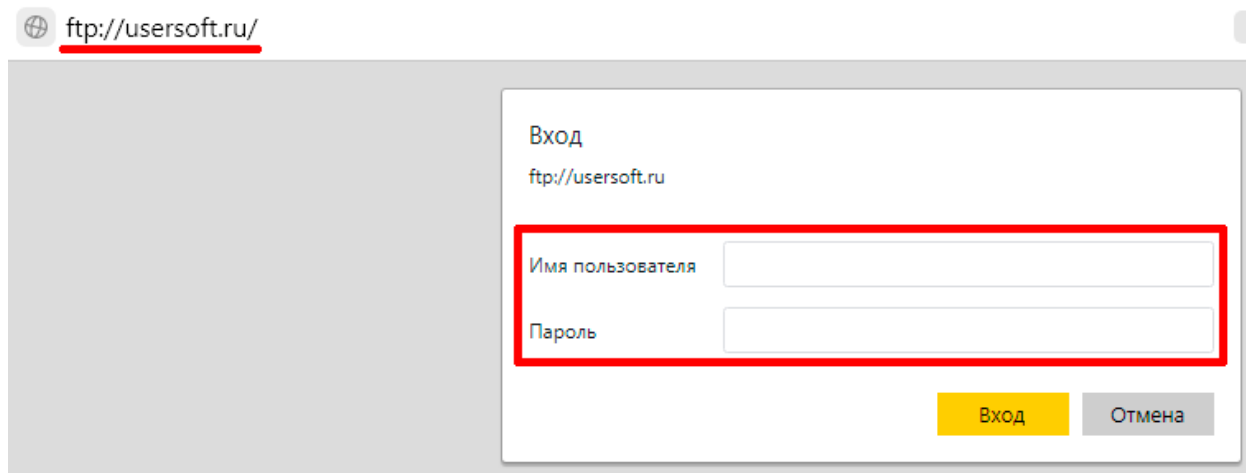 ftp://usersoft.ru/
Вход
ftp://usersoft.ru
Имя пользователя
Пароль
Вход Отмена